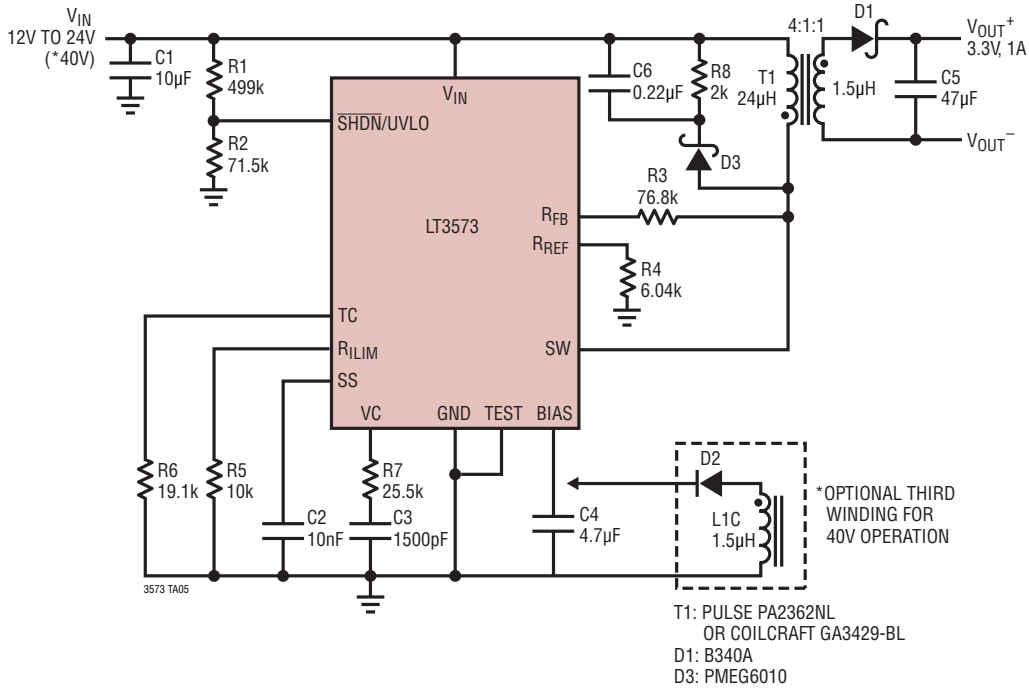 VIN
12V TO 24V
(*40V)
C1
10µF
R1
499k
R2
71.5k
VIN
SHDN/UVLO
LT3573
RFB
RREF
SW
TC
RILIM
SS
VC
GND
TEST
BIAS
C6
0.22µF
R8
2k
D3
R3
76.8k
R4
6.04k
4:1:1
T1
24µH
1.5µH
D1
C5
47µF
VOUT+
3.3V, 1A
VOUT–
R6
19.1k
R5
10k
C2
10nF
R7
25.5k
C3
1500pF
C4
4.7µF
D2
L1C
1.5µH
*OPTIONAL THIRD
WINDING FOR
40V OPERATION
3573 TA05
T1: PULSE PA2362NL
OR COILCRAFT GA3429-BL
D1: B340A
D3: PMEG6010